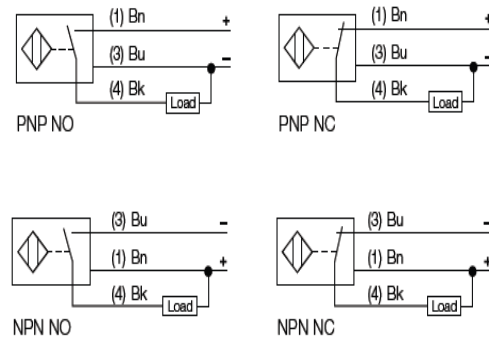 (1) Bn +
(3) Bu −
(4) Bk Load
PNP NO
(1) Bn +
(3) Bu −
(4) Bk Load
PNP NC
(3) Bu −
(1) Bn +
(4) Bk Load
NPN NO
(3) Bu −
(1) Bn +
(4) Bk Load
NPN NC